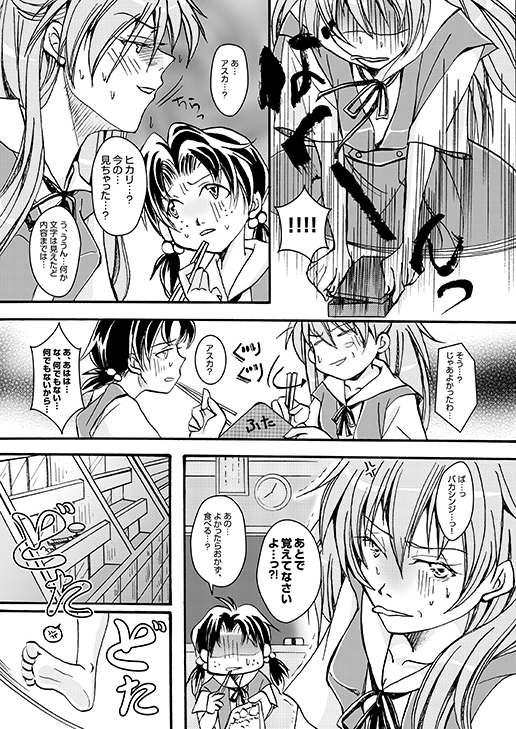 ばくーんっ
!!!!
あ…
アスカ…?
ちらっ
ヒカリ…?
今の…
見ちゃった…?
う、ううん…何か
文字は見えたけど
内容までは…
そう…?
じゃあよかったわ…
ぐりぐり
ふた
アスカ?
あ、あはは…
な、何でもない…
何でもないから…
ば…っ
バカシンジ…っ!
あとで
覚えてなさい
よ…っ?!
あの…
よかったらおかず、
食べる…?
どた
どた